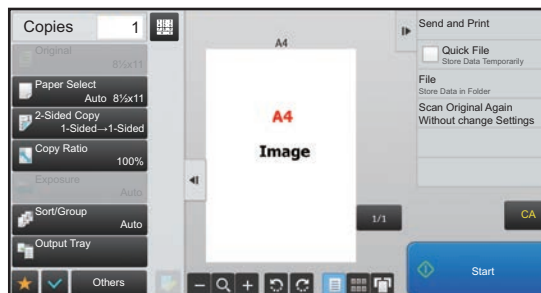 Copies 1
Original
8½x11
Paper Select
Auto 8½x11
2-Sided Copy
1-Sided→1-Sided
Copy Ratio
100%
Exposure
Auto
Sort/Group
Auto
Output Tray
Others
A4
A4
Image
1/1
Send and Print
Quick File
Store Data Temporarily
File
Store Data in Folder
Scan Original Again
Without change Settings
CA
Start